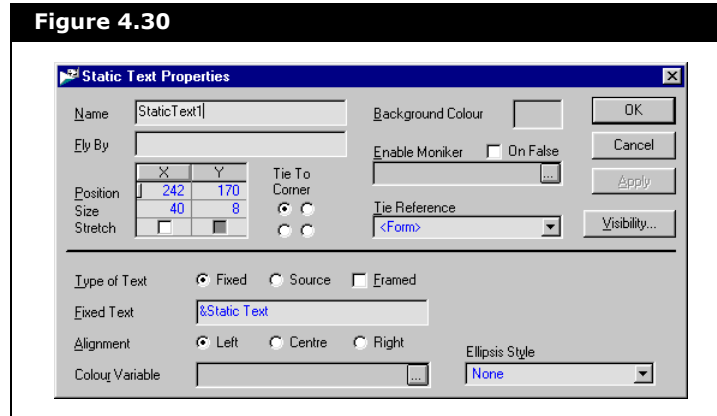 Figure 4.30
Static Text Properties
Name StaticText1 Background Colour OK
Fly By Enable Moniker On False Cancel
X Y Tie To Corner ... Apply
Position 242 170
Size 40 8 Tie Reference
Stretch <Form> Visibility...
Type of Text Fixed Source Framed
Fixed Text &Static Text
Alignment Left Centre Right Ellipsis Style
Colour Variable ... None